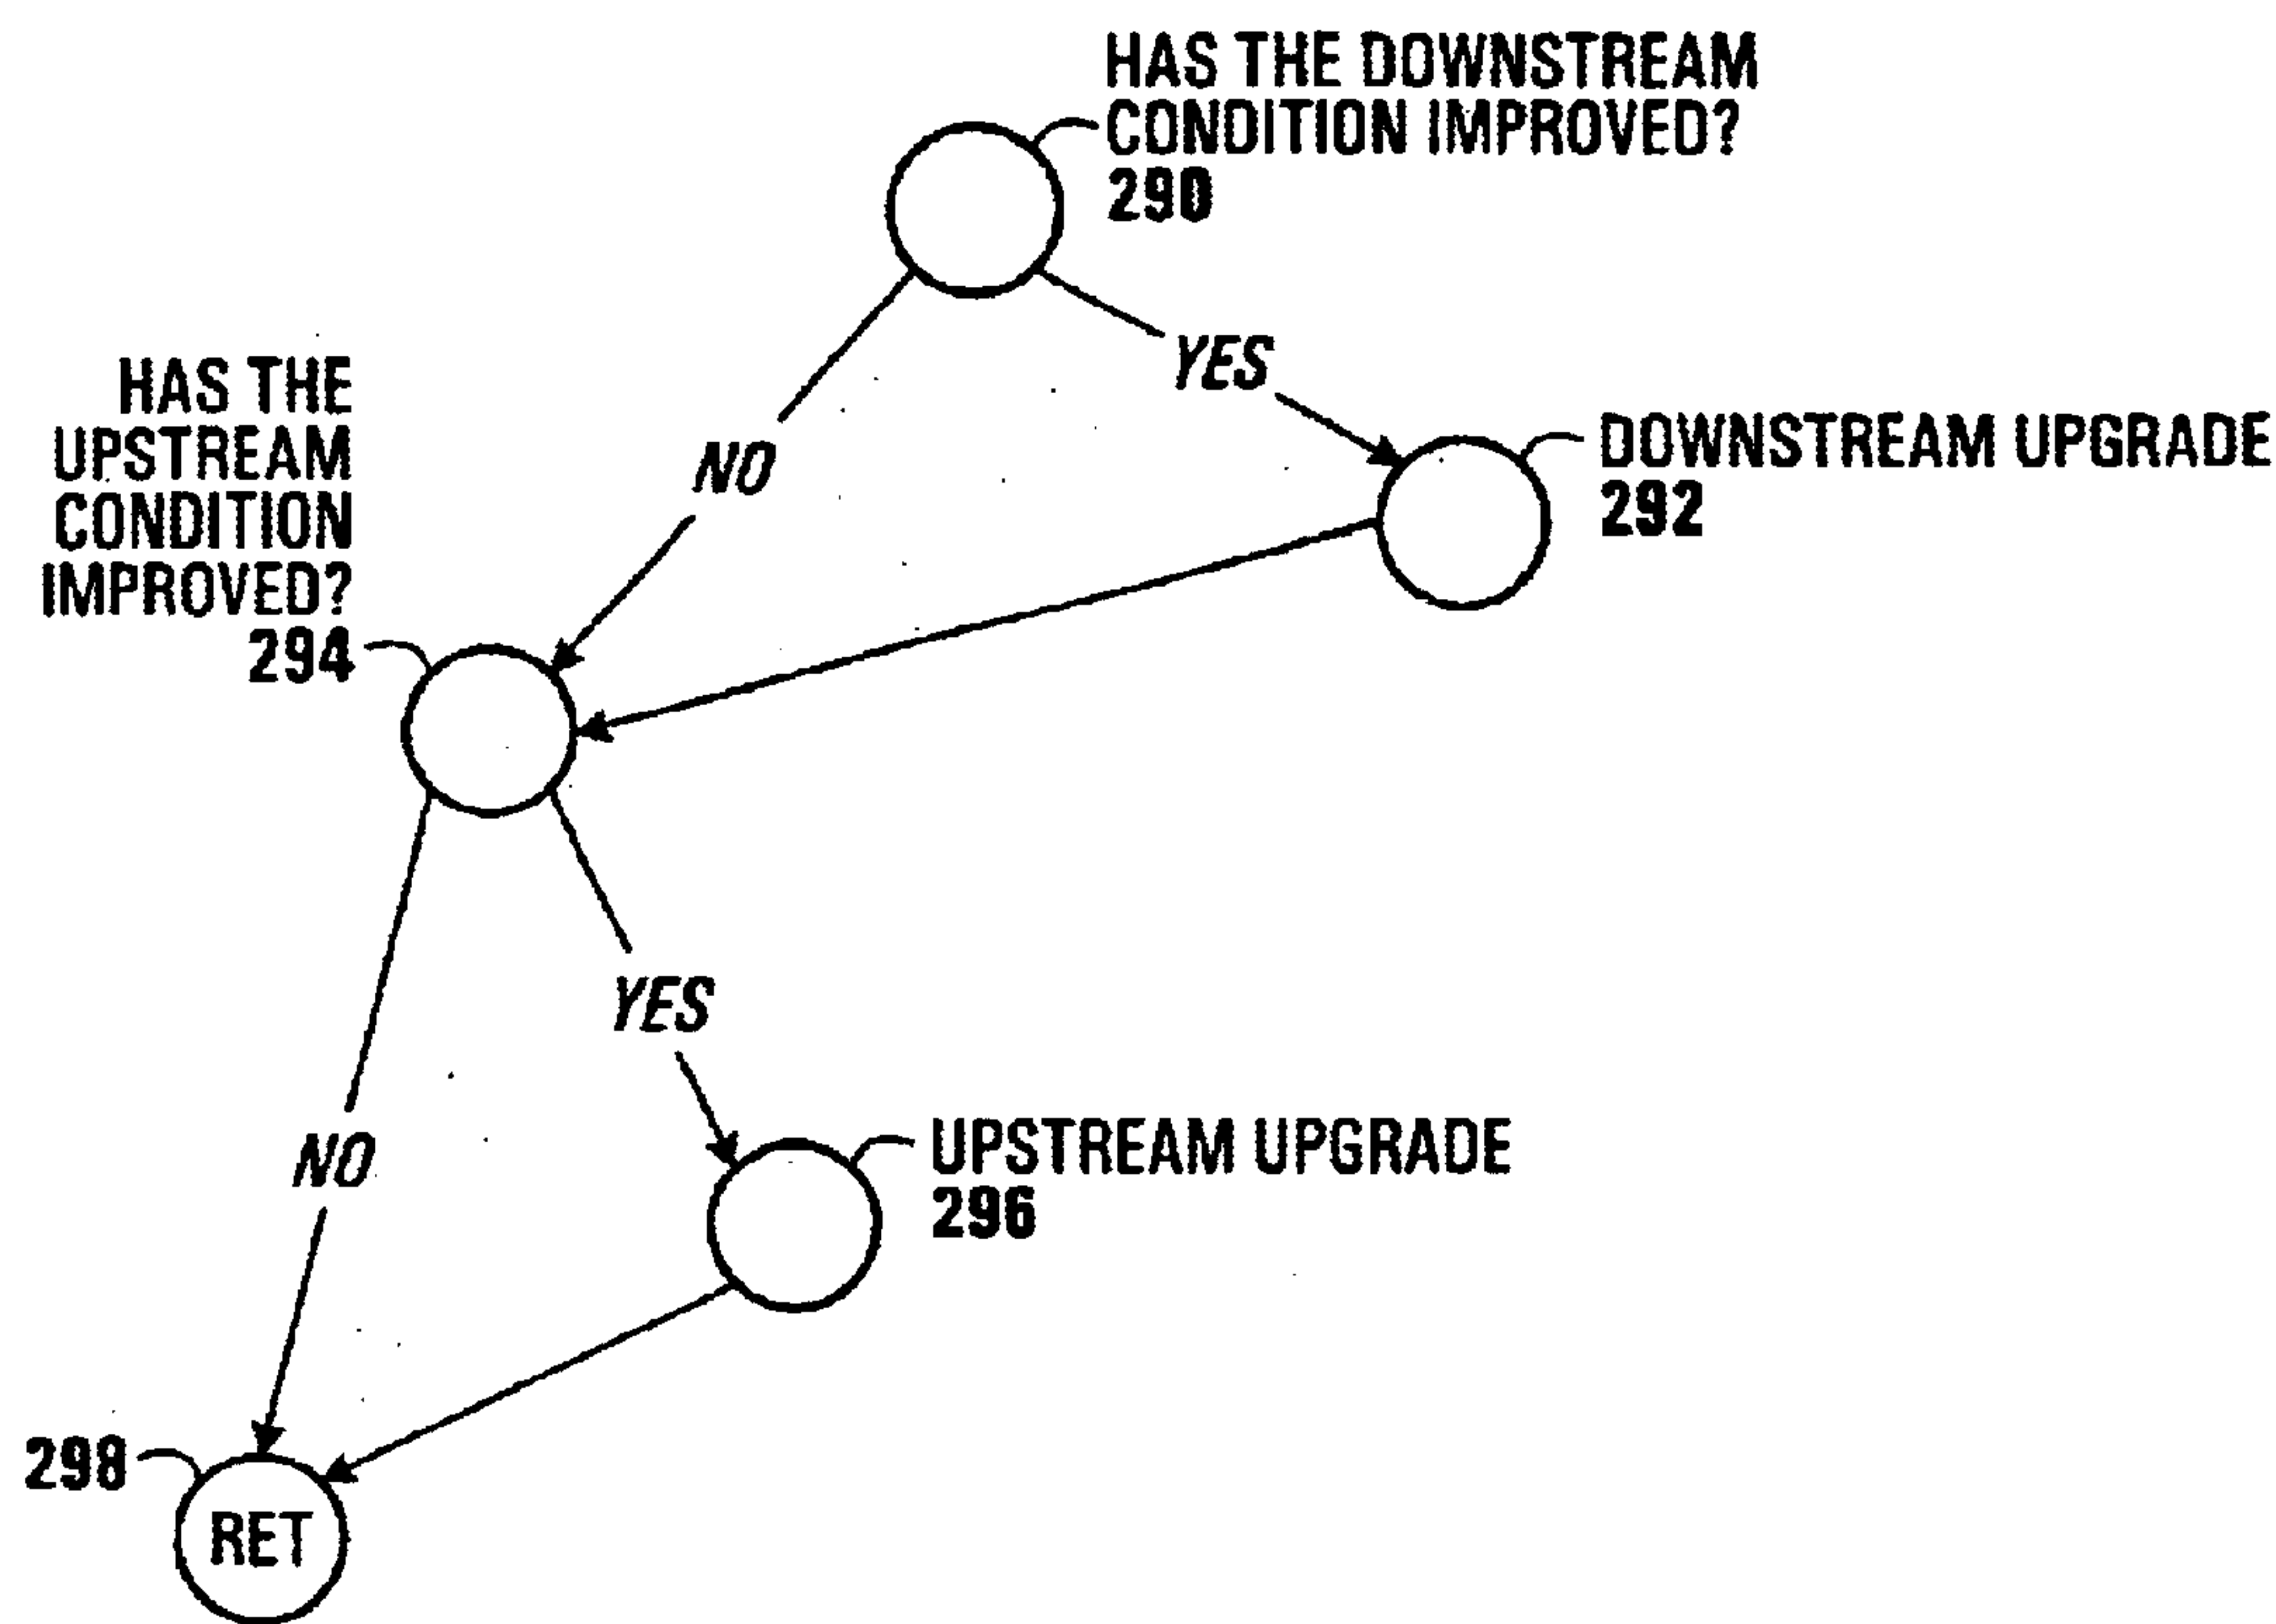 HAS THE DOWNSTREAM
CONDITION IMPROVED?
290
YES
NO
DOWNSTREAM UPGRADE
292
HAS THE
UPSTREAM
CONDITION
IMPROVED?
294
YES
NO
UPSTREAM UPGRADE
296
298
RET